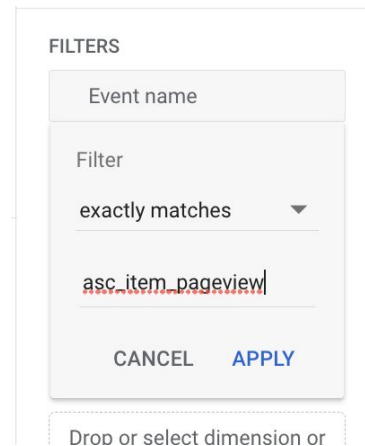 FILTERS
Event name
Filter
exactly matches
asc_item_pageview
CANCEL APPLY
Drop or select dimension or